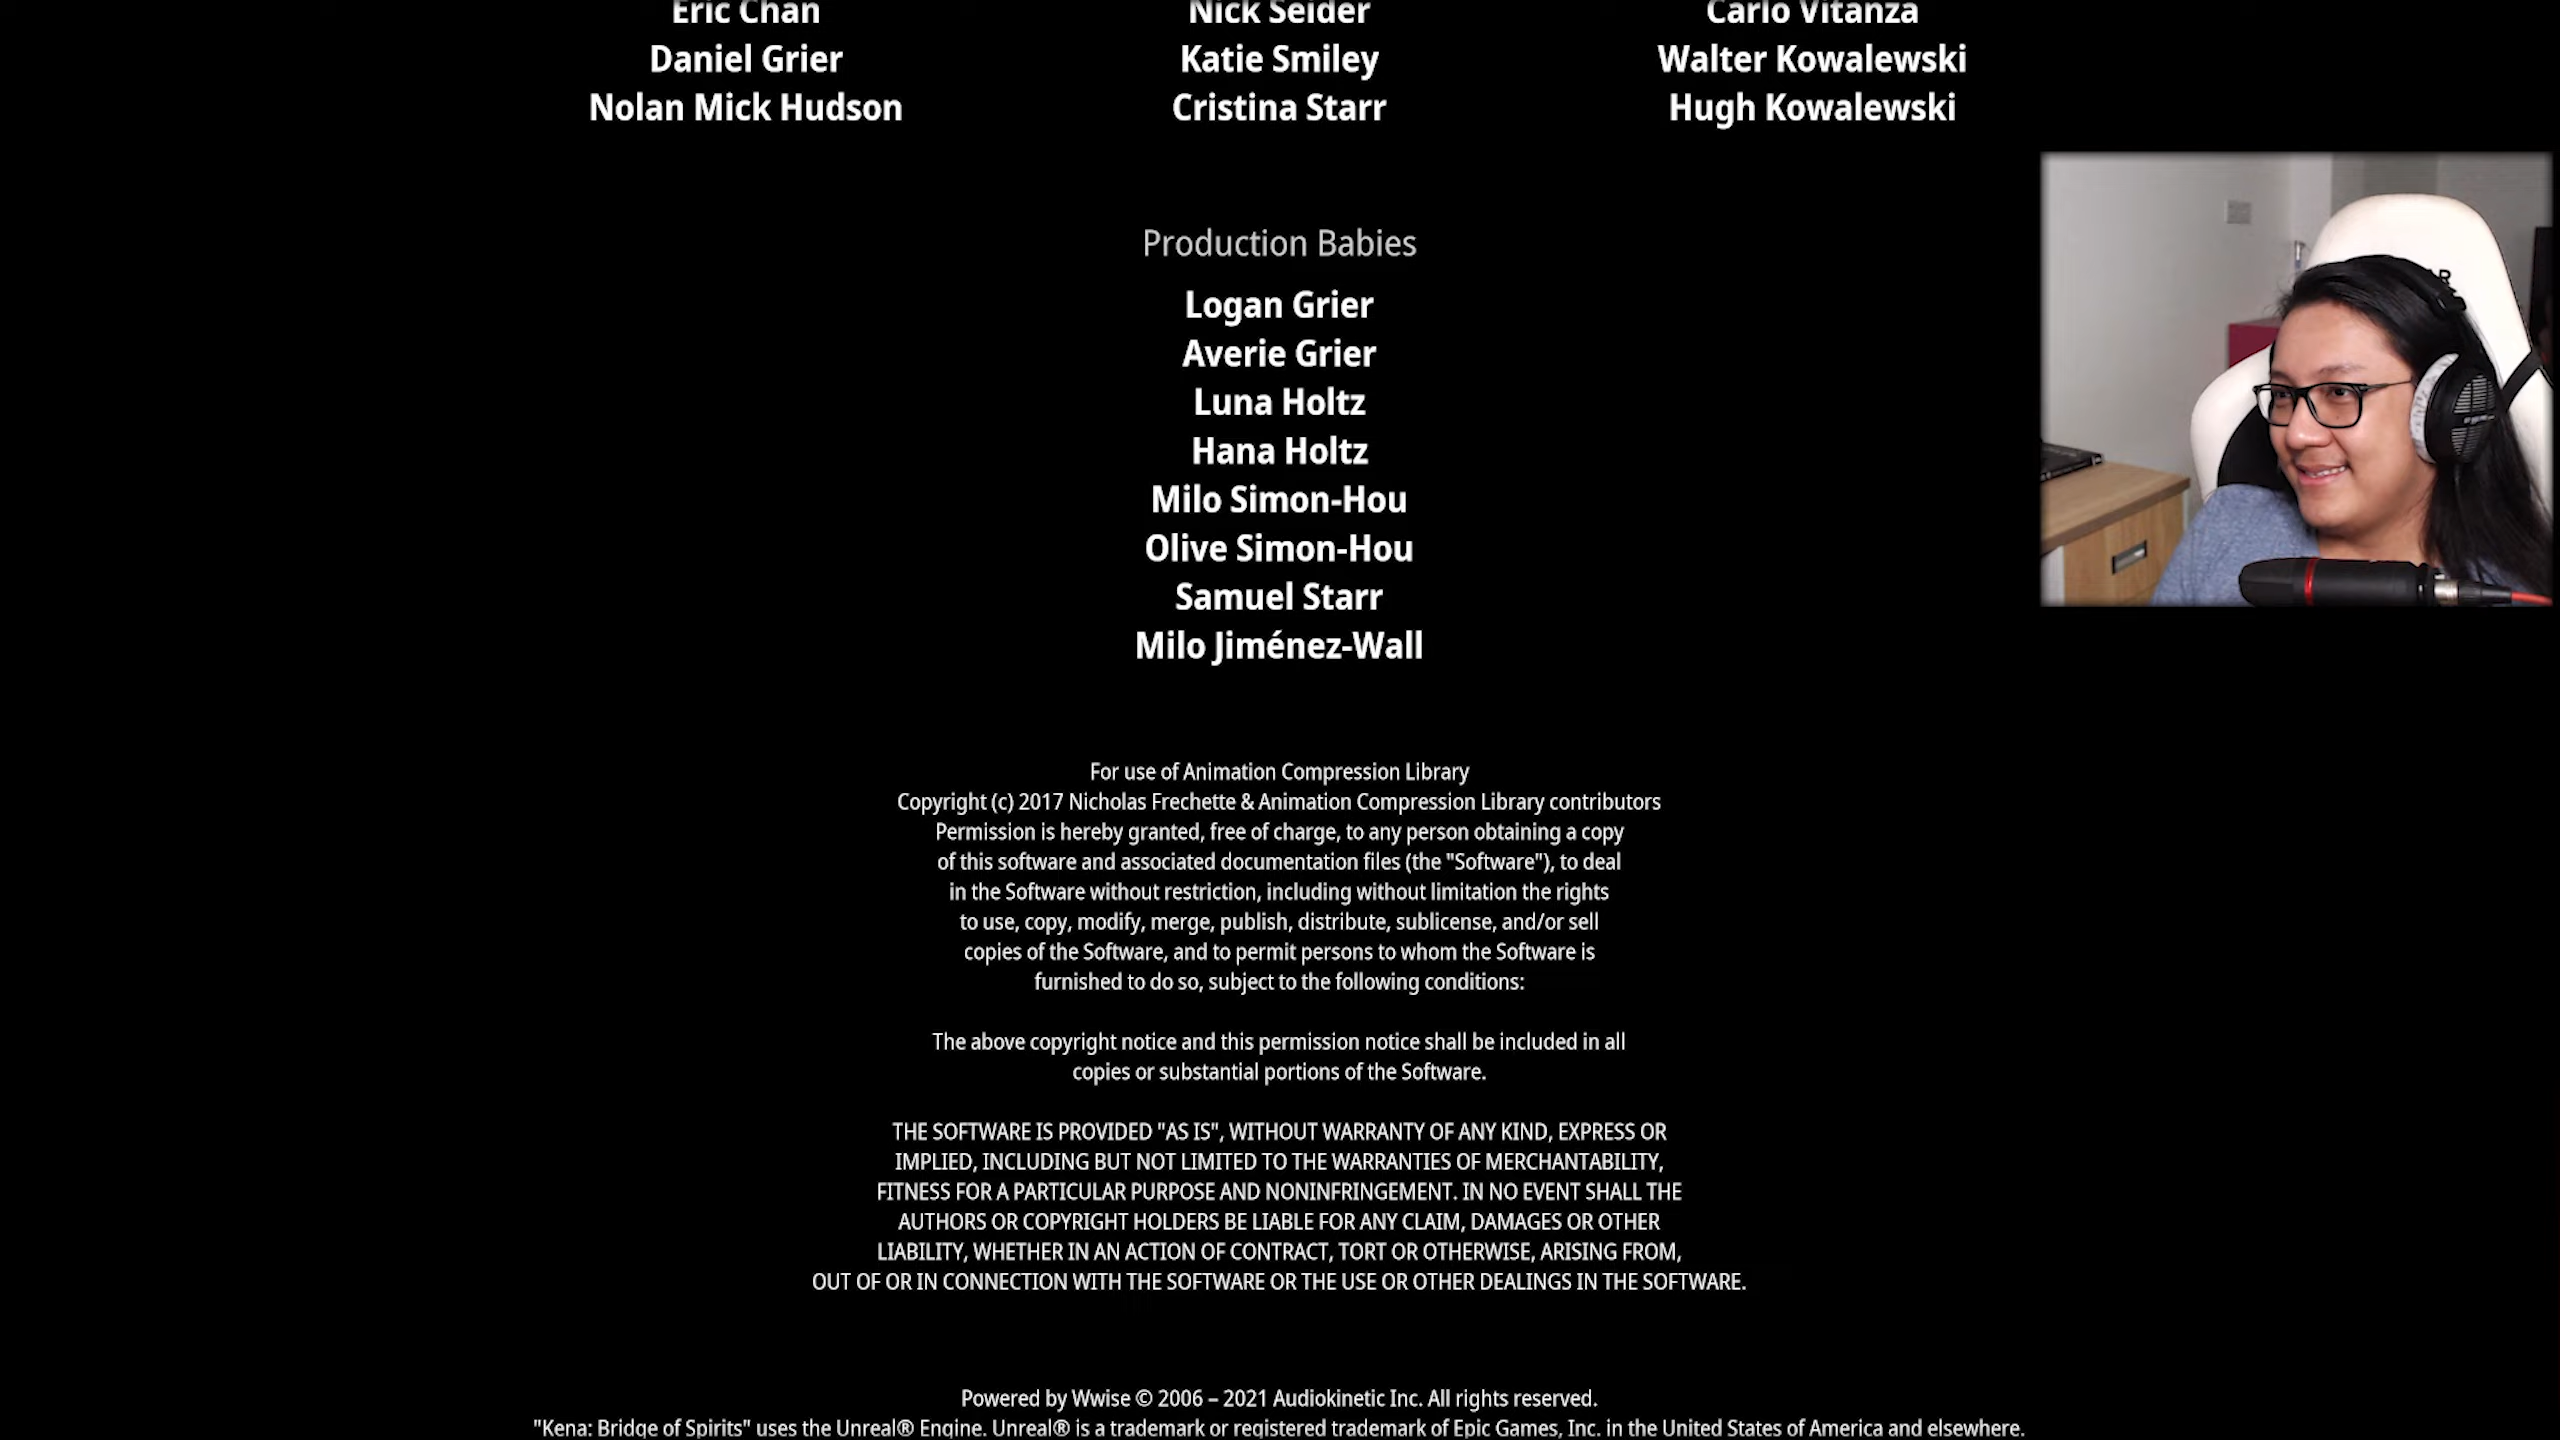 Eric Chan
Nick Seider
Carlo Vitanza
Daniel Grier
Katie Smiley
Walter Kowalewski
Nolan Mick Hudson
Cristina Starr
Hugh Kowalewski
Production Babies
Logan Grier
Averie Grier
Luna Holtz
Hana Holtz
Milo Simon-Hou
Olive Simon-Hou
Samuel Starr
Milo Jiménez-Wall
For use of Animation Compression Library
Copyright (c) 2017 Nicholas Frechette & Animation Compression Library contributors
Permission is hereby granted, free of charge, to any person obtaining a copy
of this software and associated documentation files (the "Software"), to deal
in the Software without restriction, including without limitation the rights
to use, copy, modify, merge, publish, distribute, sublicense, and/or sell
copies of the Software, and to permit persons to whom the Software is
furnished to do so, subject to the following conditions:
The above copyright notice and this permission notice shall be included in all
copies or substantial portions of the Software.
THE SOFTWARE IS PROVIDED "AS IS", WITHOUT WARRANTY OF ANY KIND, EXPRESS OR
IMPLIED, INCLUDING BUT NOT LIMITED TO THE WARRANTIES OF MERCHANTABILITY,
FITNESS FOR A PARTICULAR PURPOSE AND NONINFRINGEMENT. IN NO EVENT SHALL THE
AUTHORS OR COPYRIGHT HOLDERS BE LIABLE FOR ANY CLAIM, DAMAGES OR OTHER
LIABILITY, WHETHER IN AN ACTION OF CONTRACT, TORT OR OTHERWISE, ARISING FROM,
OUT OF OR IN CONNECTION WITH THE SOFTWARE OR THE USE OR OTHER DEALINGS IN THE SOFTWARE.
Powered by Wwise © 2006 – 2021 Audiokinetic Inc. All rights reserved.
"Kena: Bridge of Spirits" uses the Unreal® Engine. Unreal® is a trademark or registered trademark of Epic Games, Inc. in the United States of America and elsewhere.